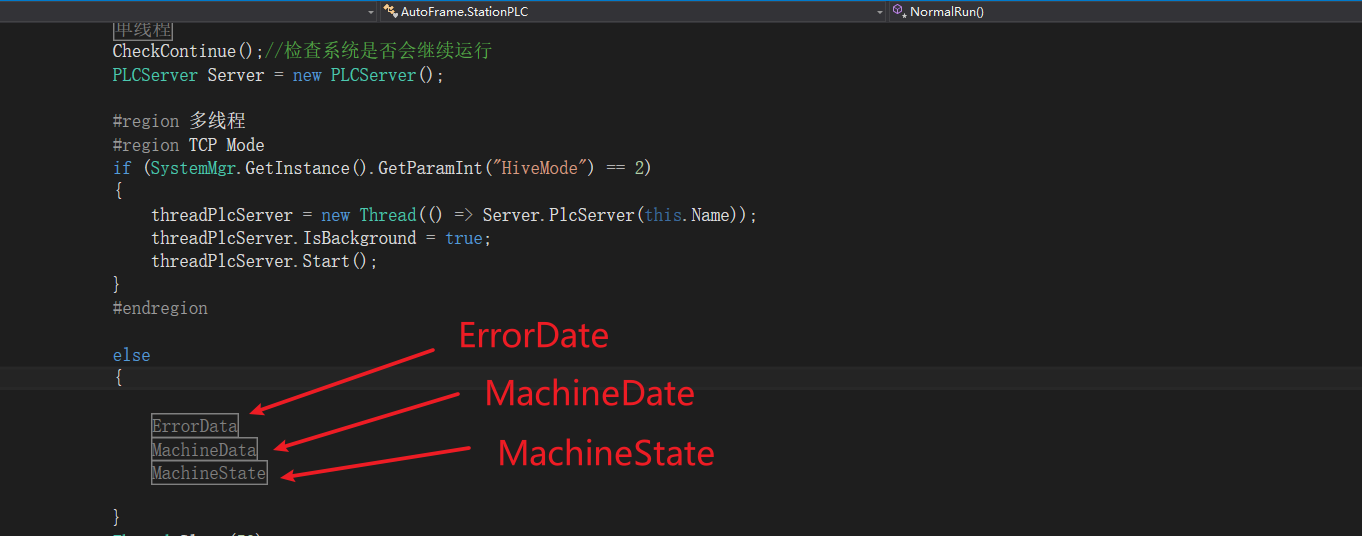 AutoFrame.StationPLC NormalRun()
单线程
CheckContinue();//检查系统是否会继续运行
PLCServer Server = new PLCServer();
#region 多线程
#region TCP Mode
if (SystemMgr.GetInstance().GetParamInt("HiveMode") == 2)
{
threadPlcServer = new Thread(() => Server.PlcServer(this.Name));
threadPlcServer.IsBackground = true;
threadPlcServer.Start();
}
#endregion
ErrorDate
else
{
MachineDate
ErrorData
MachineData
MachineState
MachineState
}